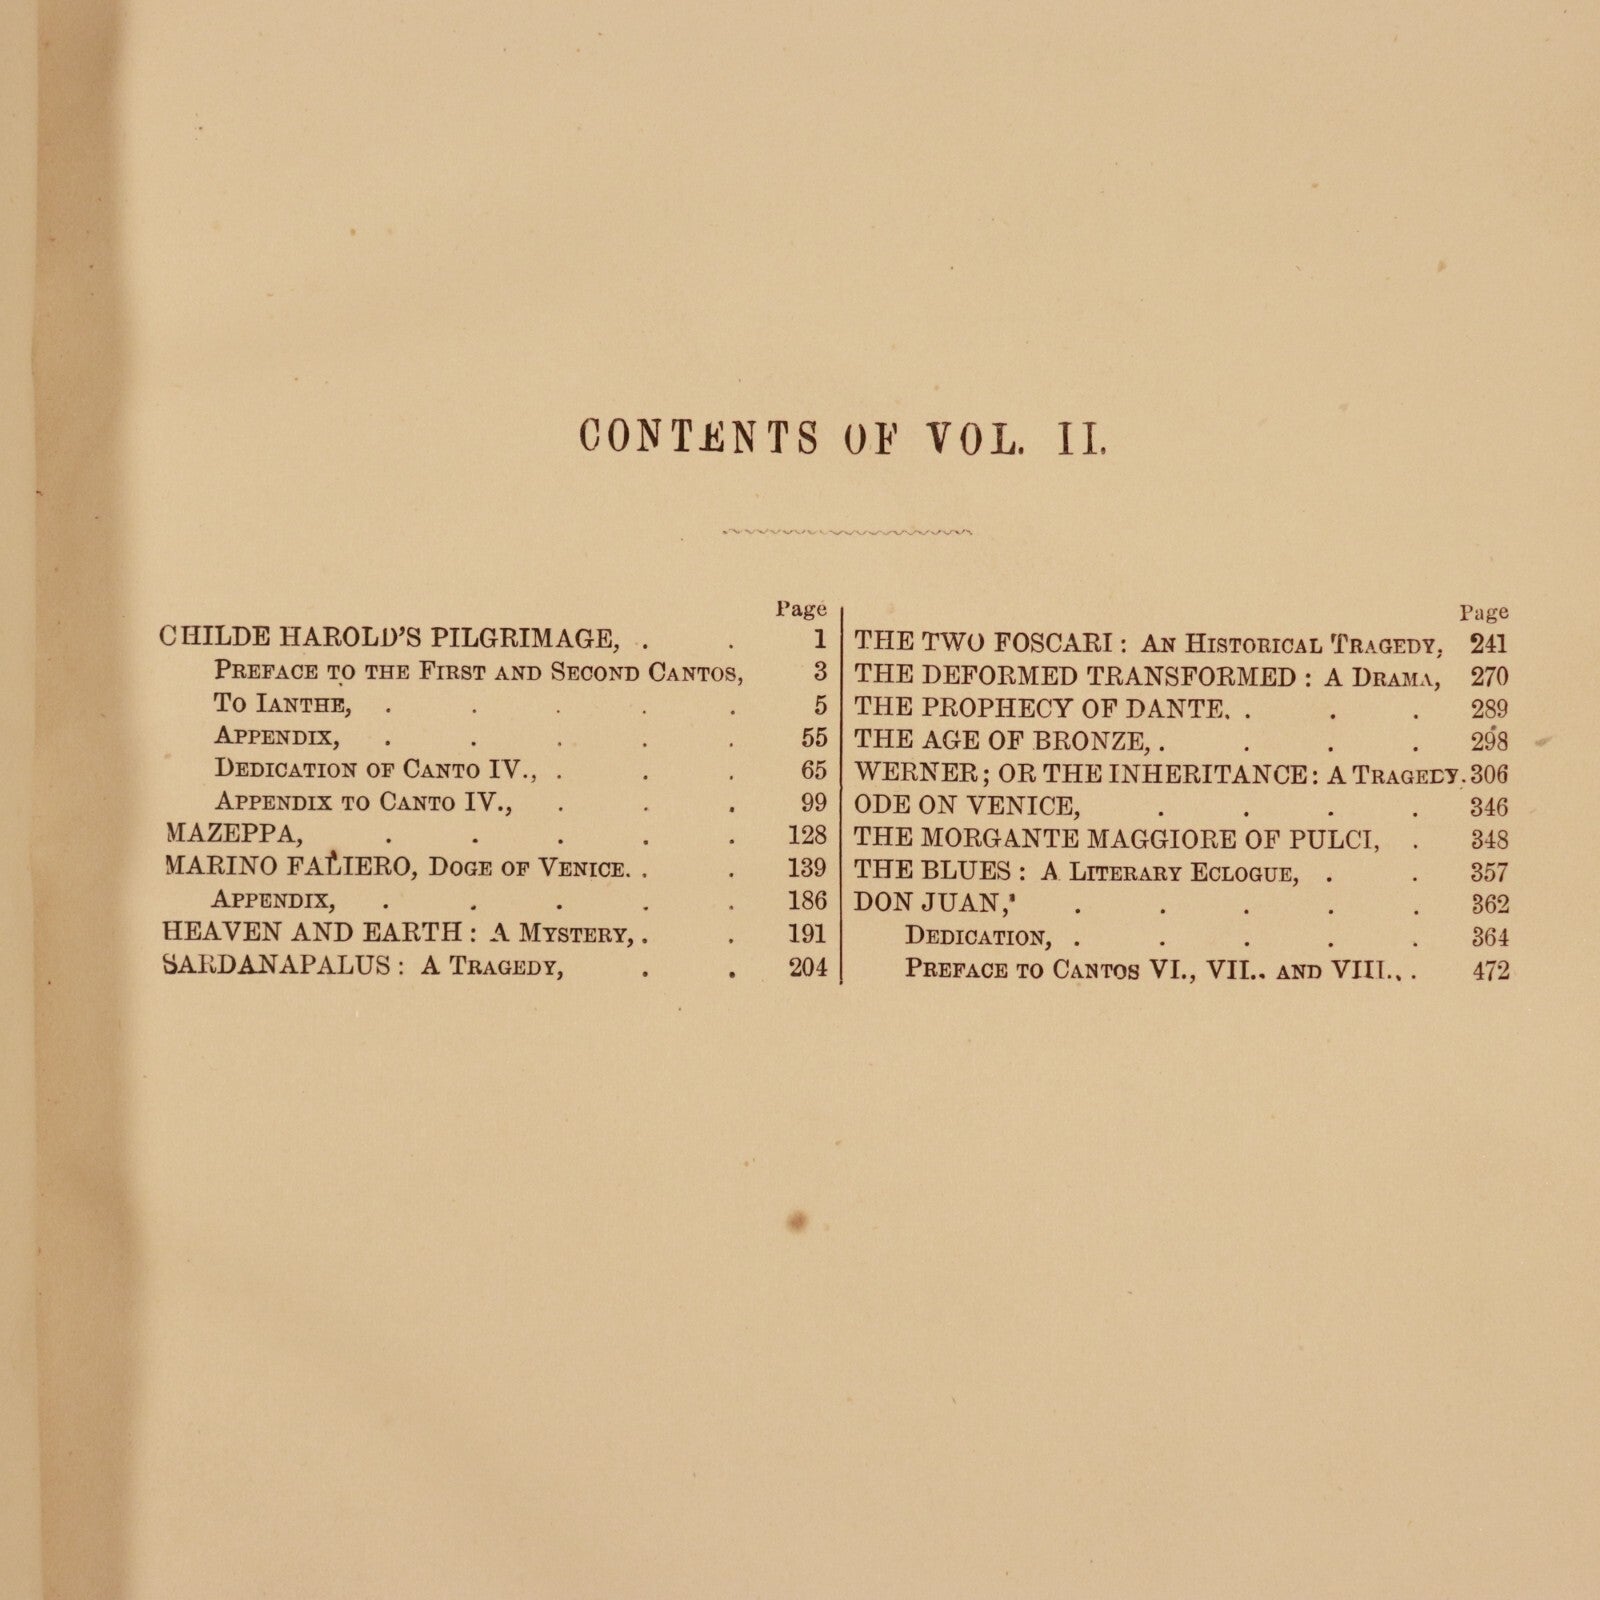 CONTENTS OF VOL. II.
Page
CHILDE HAROLD'S PILGRIMAGE, . . 1
PREFACE TO THE FIRST AND SECOND CANTOS, 3
TO IANTHE, . . . . . 5
APPENDIX, . . . . . 55
DEDICATION OF CANTO IV., . . . 65
APPENDIX TO CANTO IV., . . . 99
MAZEPPA, . . . . . 128
MARINO FALIERO, DOGE OF VENICE. . . 139
APPENDIX, . . . . . 186
HEAVEN AND EARTH: A MYSTERY, . . 191
SARDANAPALUS: A TRAGEDY, . . 204
Page
THE TWO FOSCARI: AN HISTORICAL TRAGEDY, 241
THE DEFORMED TRANSFORMED: A DRAMA, 270
THE PROPHECY OF DANTE. . . . 289
THE AGE OF BRONZE, . . . . 298
WERNER; OR THE INHERITANCE: A TRAGEDY. 306
ODE ON VENICE, . . . . 346
THE MORGANTE MAGGIORE OF PULCI, . 348
THE BLUES: A LITERARY ECLOGUE, . . 357
DON JUAN,' . . . . . 362
DEDICATION, . . . . . 364
PREFACE TO CANTOS VI., VII.. AND VIII., . 472